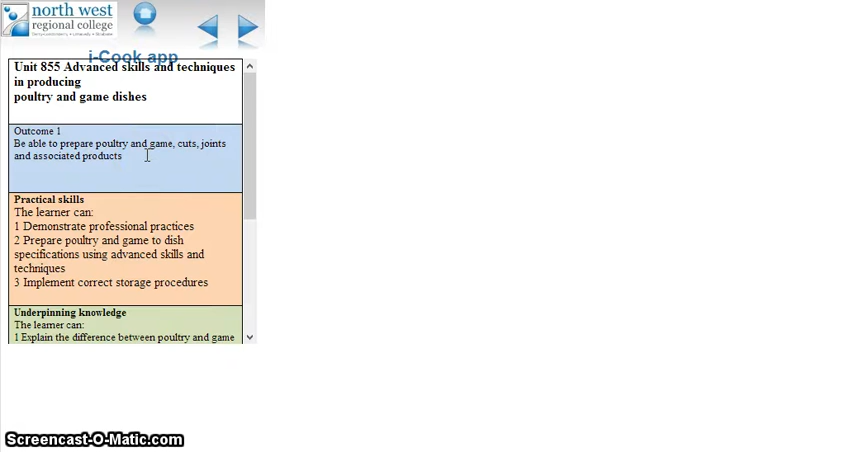 north west
regional college
i-Cook app
Unit 855 Advanced skills and techniques
in producing
poultry and game dishes
Outcome 1
Be able to prepare poultry and game, cuts, joints
and associated products
Practical skills
The learner can:
1 Demonstrate professional practices
2 Prepare poultry and game to dish
specifications using advanced skills and
techniques
3 Implement correct storage procedures
Underpinning knowledge
The learner can:
1 Explain the difference between poultry and game
Screencast-O-Matic.com